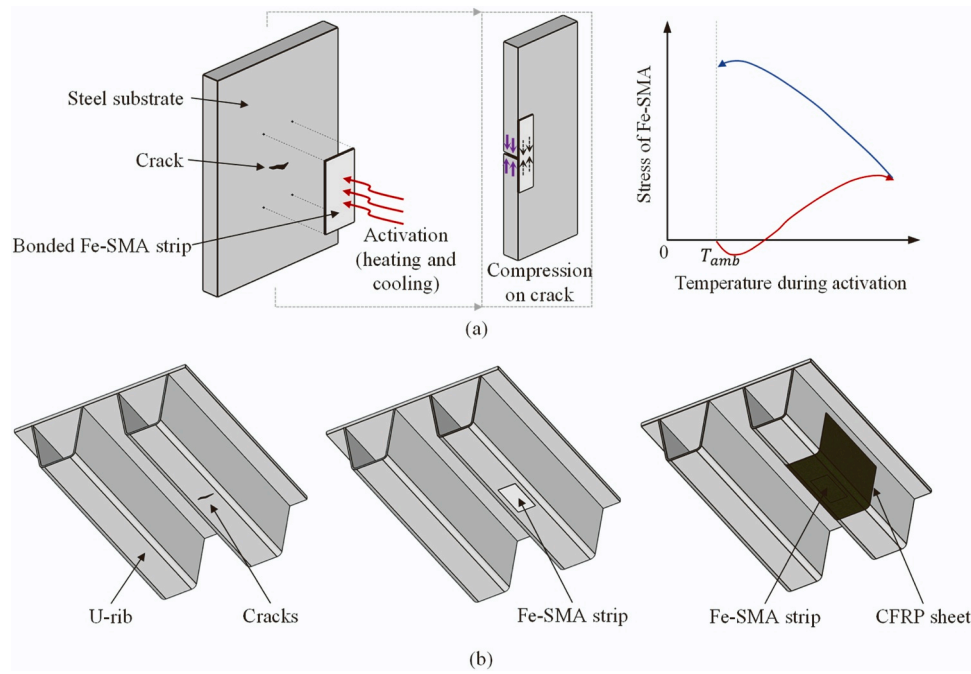 Steel substrate
Crack
Bonded Fe-SMA strip
Activation
(heating and
cooling)
Compression
on crack
Stress of Fe-SMA
0
T_amb
Temperature during activation
(a)
U-rib
Cracks
Fe-SMA strip
Fe-SMA strip
CFRP sheet
(b)